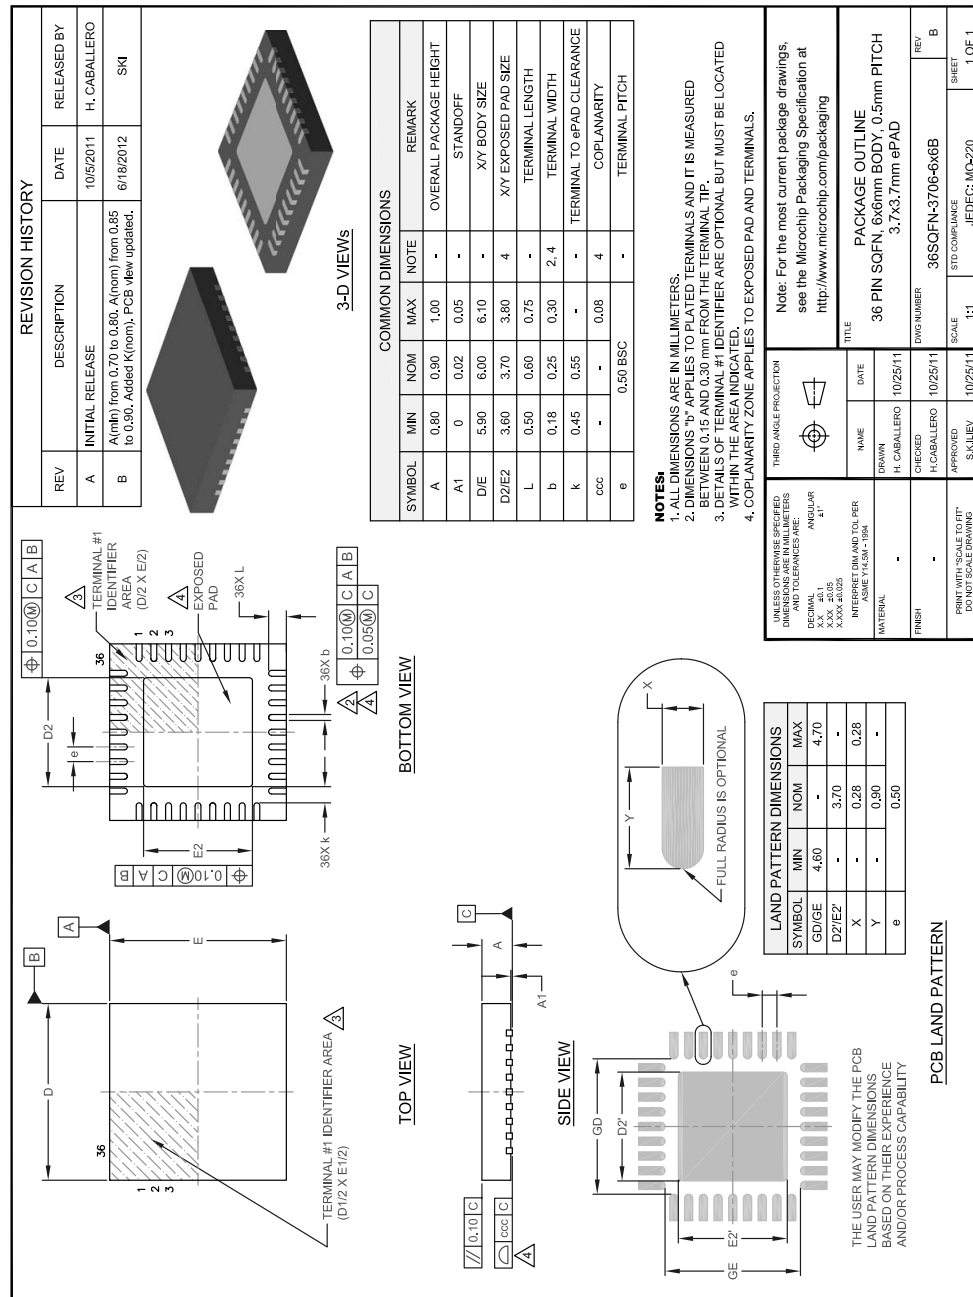 REVISION HISTORY
REV DESCRIPTION DATE RELEASED BY
A INITIAL RELEASE 10/5/2011 H. CABALLERO
B A(min) from 0.70 to 0.80. A(nom) from 0.85 to 0.90. Added K(nom). PCB view updated. 6/18/2012 SKI
3-D VIEWs
B
A
D
E
36
1
2
3
TERMINAL #1 IDENTIFIER AREA
(D1/2 X E1/2)
3
TOP VIEW
0.10 C A B
D2
e
36
1
2
3
3
TERMINAL #1
IDENTIFIER
AREA
(D/2 X E/2)
4
EXPOSED
PAD
36X L
E2
0.10 M C A B
36X k
36X b
2
4
0.10 M C A B
0.05 M C
BOTTOM VIEW
// 0.10 C
ccc C
4
C
A
A1
SIDE VIEW
COMMON DIMENSIONS
SYMBOL MIN NOM MAX NOTE REMARK
A 0.80 0.90 1.00 - OVERALL PACKAGE HEIGHT
A1 0 0.02 0.05 - STANDOFF
D/E 5.90 6.00 6.10 - X/Y BODY SIZE
D2/E2 3.60 3.70 3.80 4 X/Y EXPOSED PAD SIZE
L 0.50 0.60 0.75 - TERMINAL LENGTH
b 0.18 0.25 0.30 2, 4 TERMINAL WIDTH
k 0.45 0.55 - - TERMINAL TO ePAD CLEARANCE
ccc - - 0.08 4 COPLANARITY
e 0.50 BSC - TERMINAL PITCH
NOTES:
1. ALL DIMENSIONS ARE IN MILLIMETERS.
2. DIMENSIONS "b" APPLIES TO PLATED TERMINALS AND IT IS MEASURED
BETWEEN 0.15 AND 0.30 mm FROM THE TERMINAL TIP.
3. DETAILS OF TERMINAL #1 IDENTIFIER ARE OPTIONAL BUT MUST BE LOCATED
WITHIN THE AREA INDICATED.
4. COPLANARITY ZONE APPLIES TO EXPOSED PAD AND TERMINALS.
GD
D2'
GE
E2'
e
Y
X
FULL RADIUS IS OPTIONAL
THE USER MAY MODIFY THE PCB
LAND PATTERN DIMENSIONS
BASED ON THEIR EXPERIENCE
AND/OR PROCESS CAPABILITY
LAND PATTERN DIMENSIONS
SYMBOL MIN NOM MAX
GD/GE 4.60 - 4.70
D2'/E2' - 3.70 -
X - 0.28 0.28
Y - 0.90 -
e 0.50
PCB LAND PATTERN
UNLESS OTHERWISE SPECIFIED
DIMENSIONS ARE IN MILLIMETERS
AND TOLERANCES ARE:
DECIMAL ANGULAR
X.X ±0.1 ±1°
X.XX ±0.05
X.XXX ±0.025
INTERPRET DIM AND TOL PER
ASME Y14.5M - 1994
MATERIAL
-
FINISH
-
PRINT WITH "SCALE TO FIT"
DO NOT SCALE DRAWING
THIRD ANGLE PROJECTION
NAME DATE
DRAWN
H. CABALLERO 10/25/11
CHECKED
H.CABALLERO 10/25/11
APPROVED
S.K.ILIEV 10/25/11
Note: For the most current package drawings,
see the Microchip Packaging Specification at
http://www.microchip.com/packaging
TITLE
PACKAGE OUTLINE
36 PIN SQFN, 6x6mm BODY, 0.5mm PITCH
3.7x3.7mm ePAD
DWG NUMBER
36SQFN-3706-6x6B
REV
B
SCALE
1:1
STD COMPLIANCE
JEDEC: MO-220
SHEET
1 OF 1